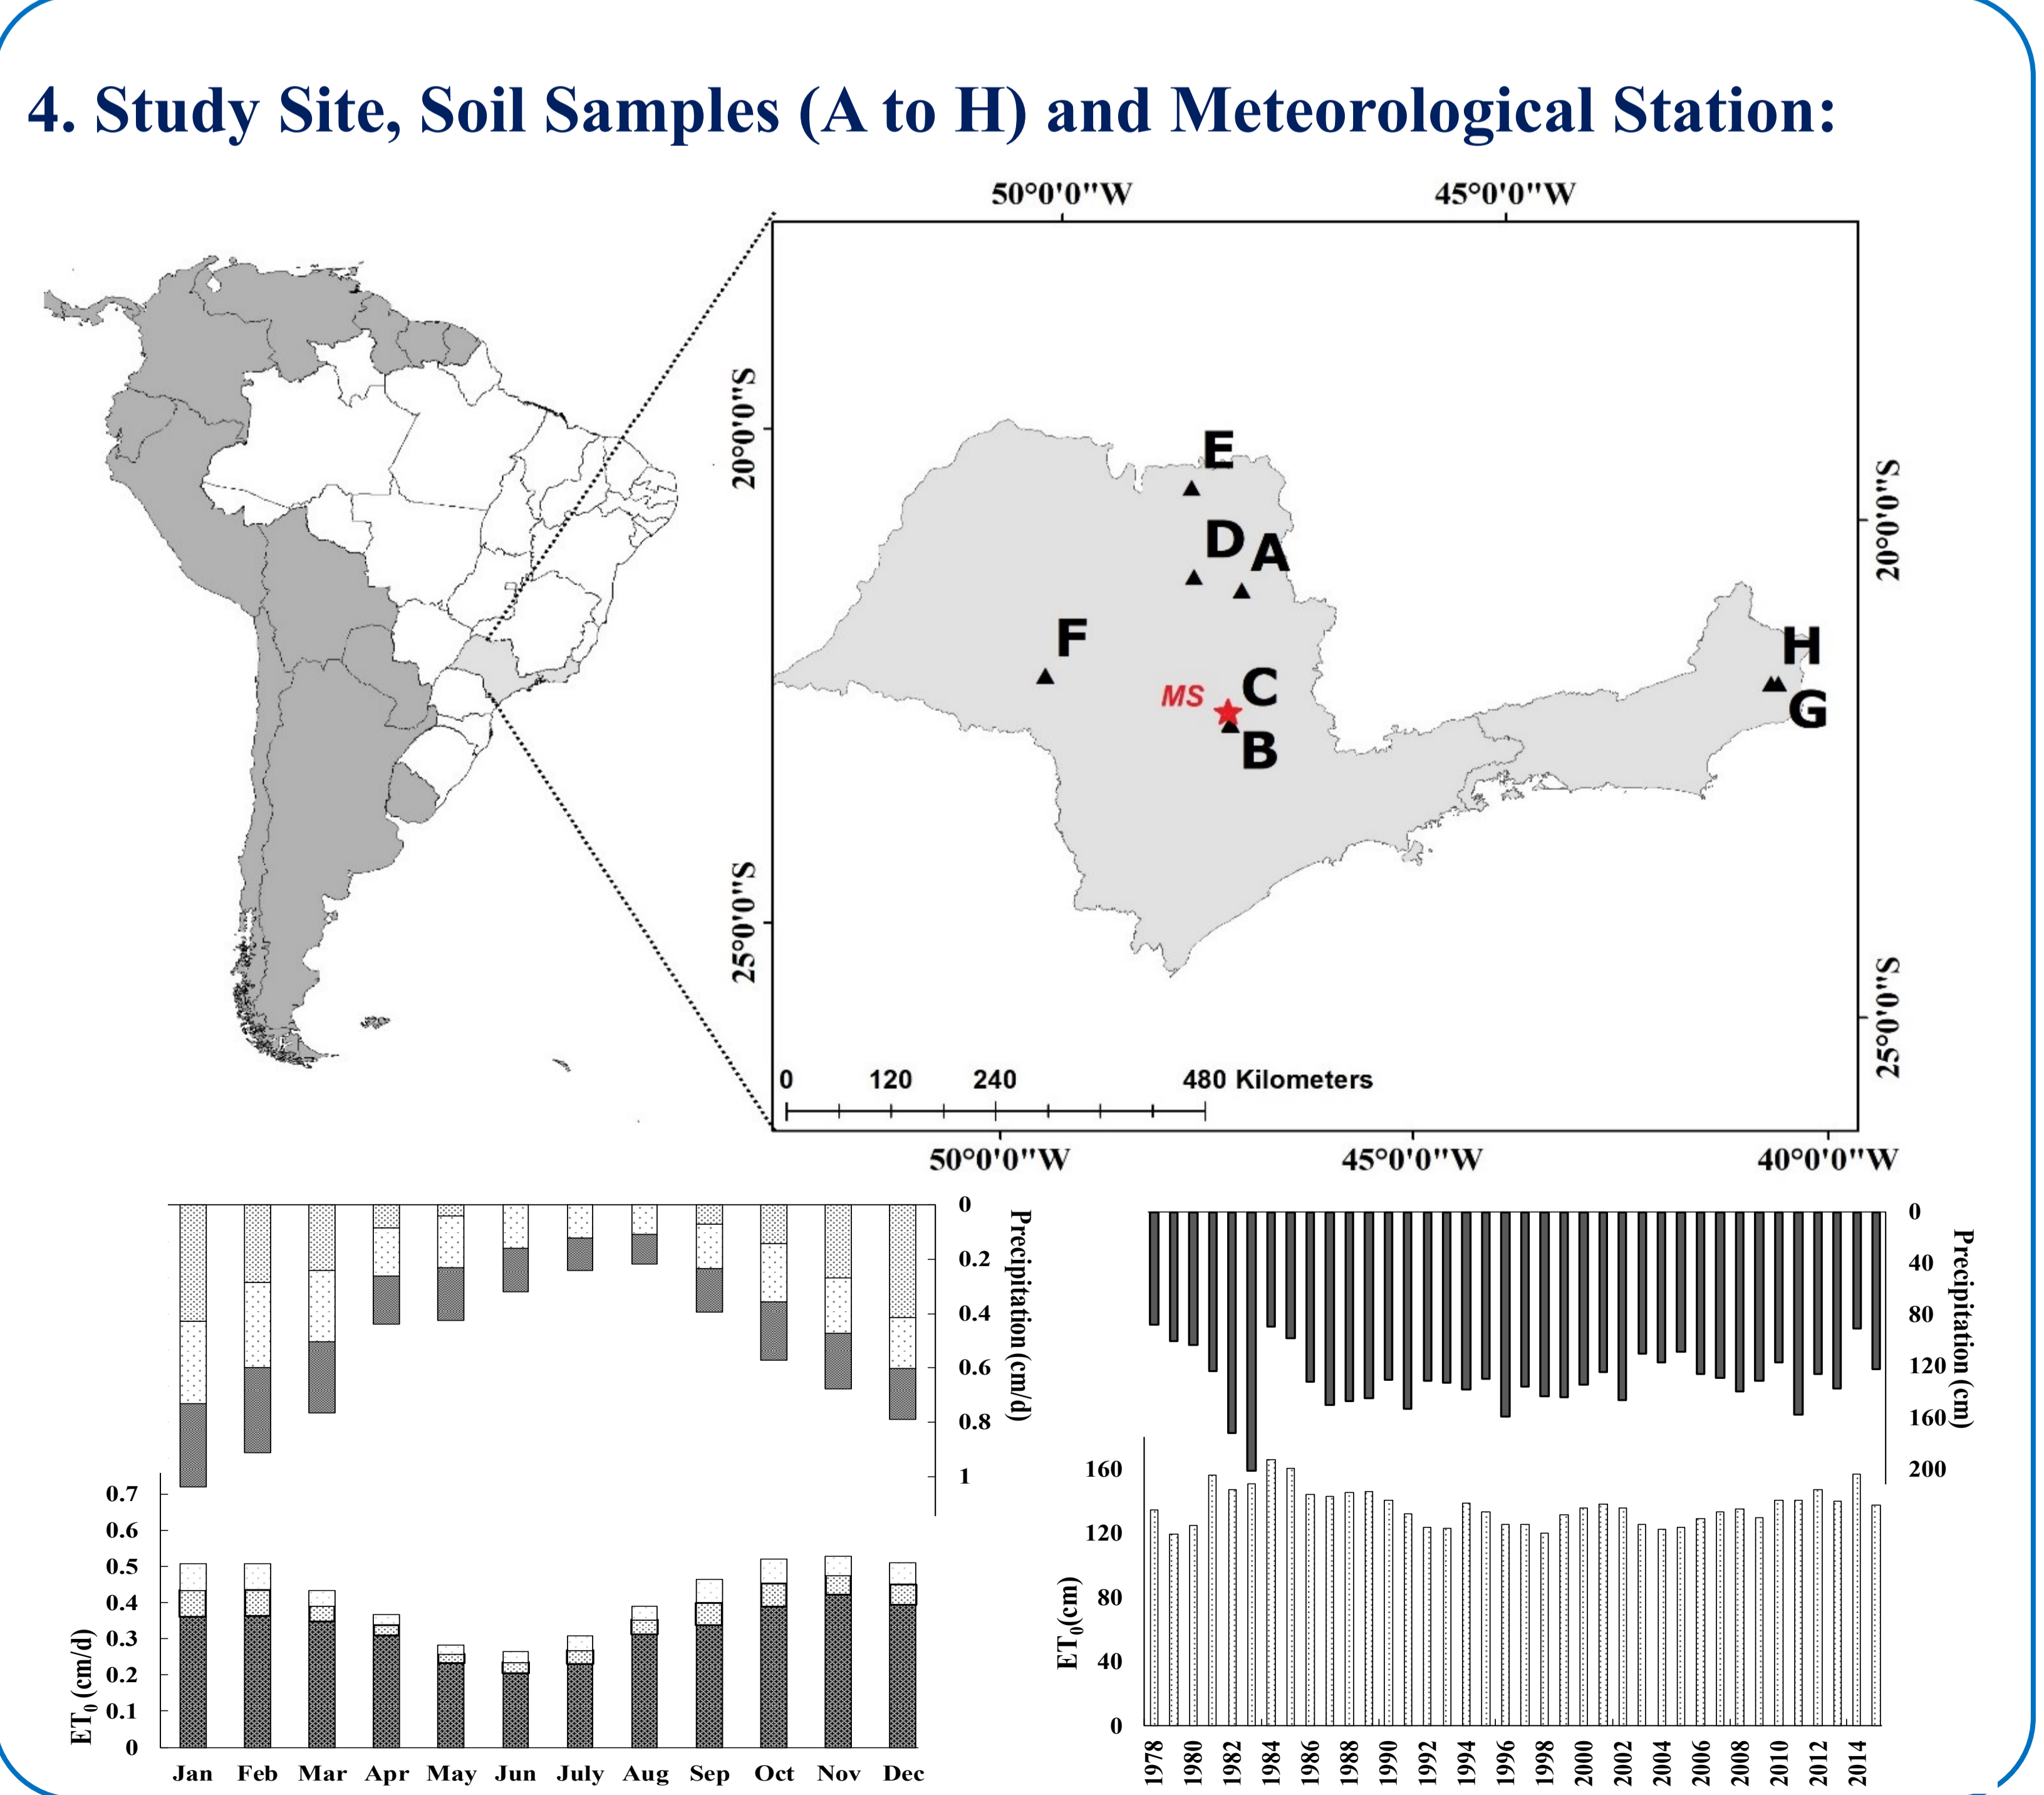 4. Study Site, Soil Samples (A to H) and Meteorological Station:
50°0'0"W 45°0'0"W
20°0'0"S
25°0'0"S
20°0'0"S
25°0'0"S
E
D A
F
H
G
MS C
B
0 120 240 480 Kilometers
50°0'0"W 45°0'0"W 40°0'0"W
0
0.2
0.4
0.6
0.8
1
Precipitation (cm/d)
0.7
0.6
0.5
0.4
0.3
0.2
0.1
0
ET0 (cm/d)
Jan Feb Mar Apr May Jun July Aug Sep Oct Nov Dec
0
40
80
120
160
200
Precipitation (cm)
160
120
80
40
0
ET0(cm)
1978 1980 1982 1984 1986 1988 1990 1992 1994 1996 1998 2000 2002 2004 2006 2008 2010 2012 2014